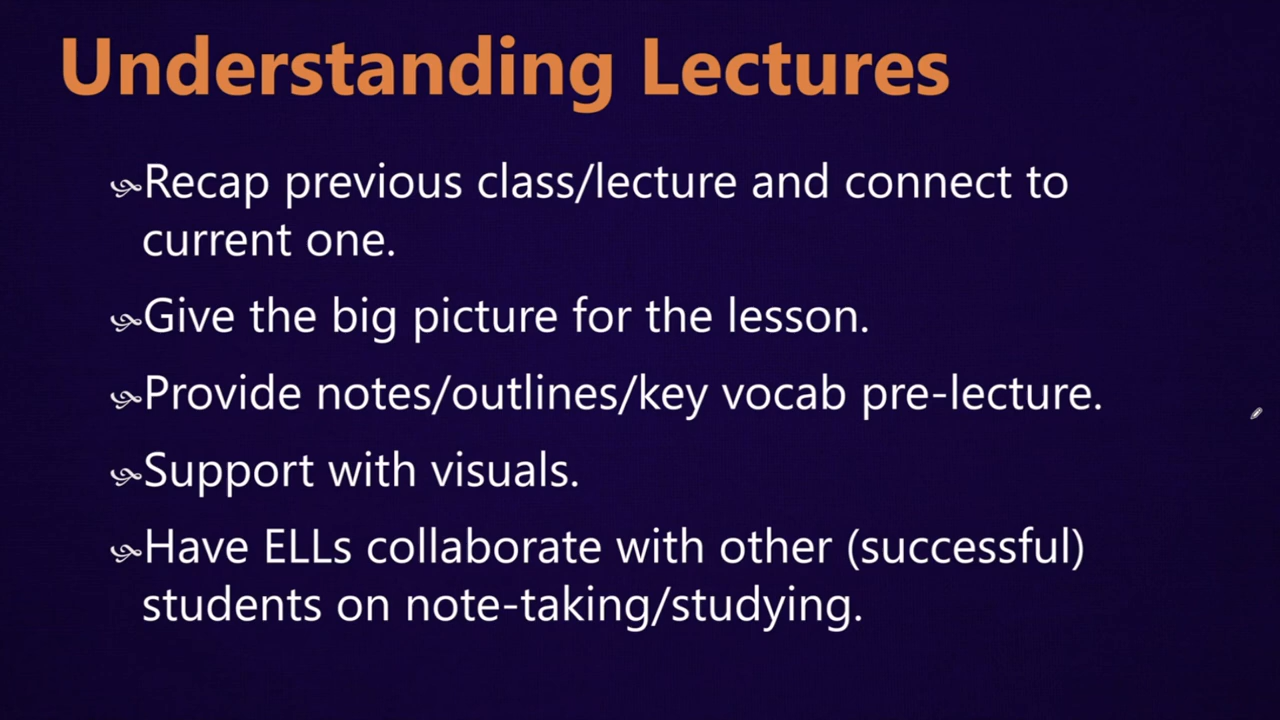 Understanding Lectures
Recap previous class/lecture and connect to
current one.
Give the big picture for the lesson.
Provide notes/outlines/key vocab pre-lecture.
Support with visuals.
Have ELLs collaborate with other (successful)
students on note-taking/studying.